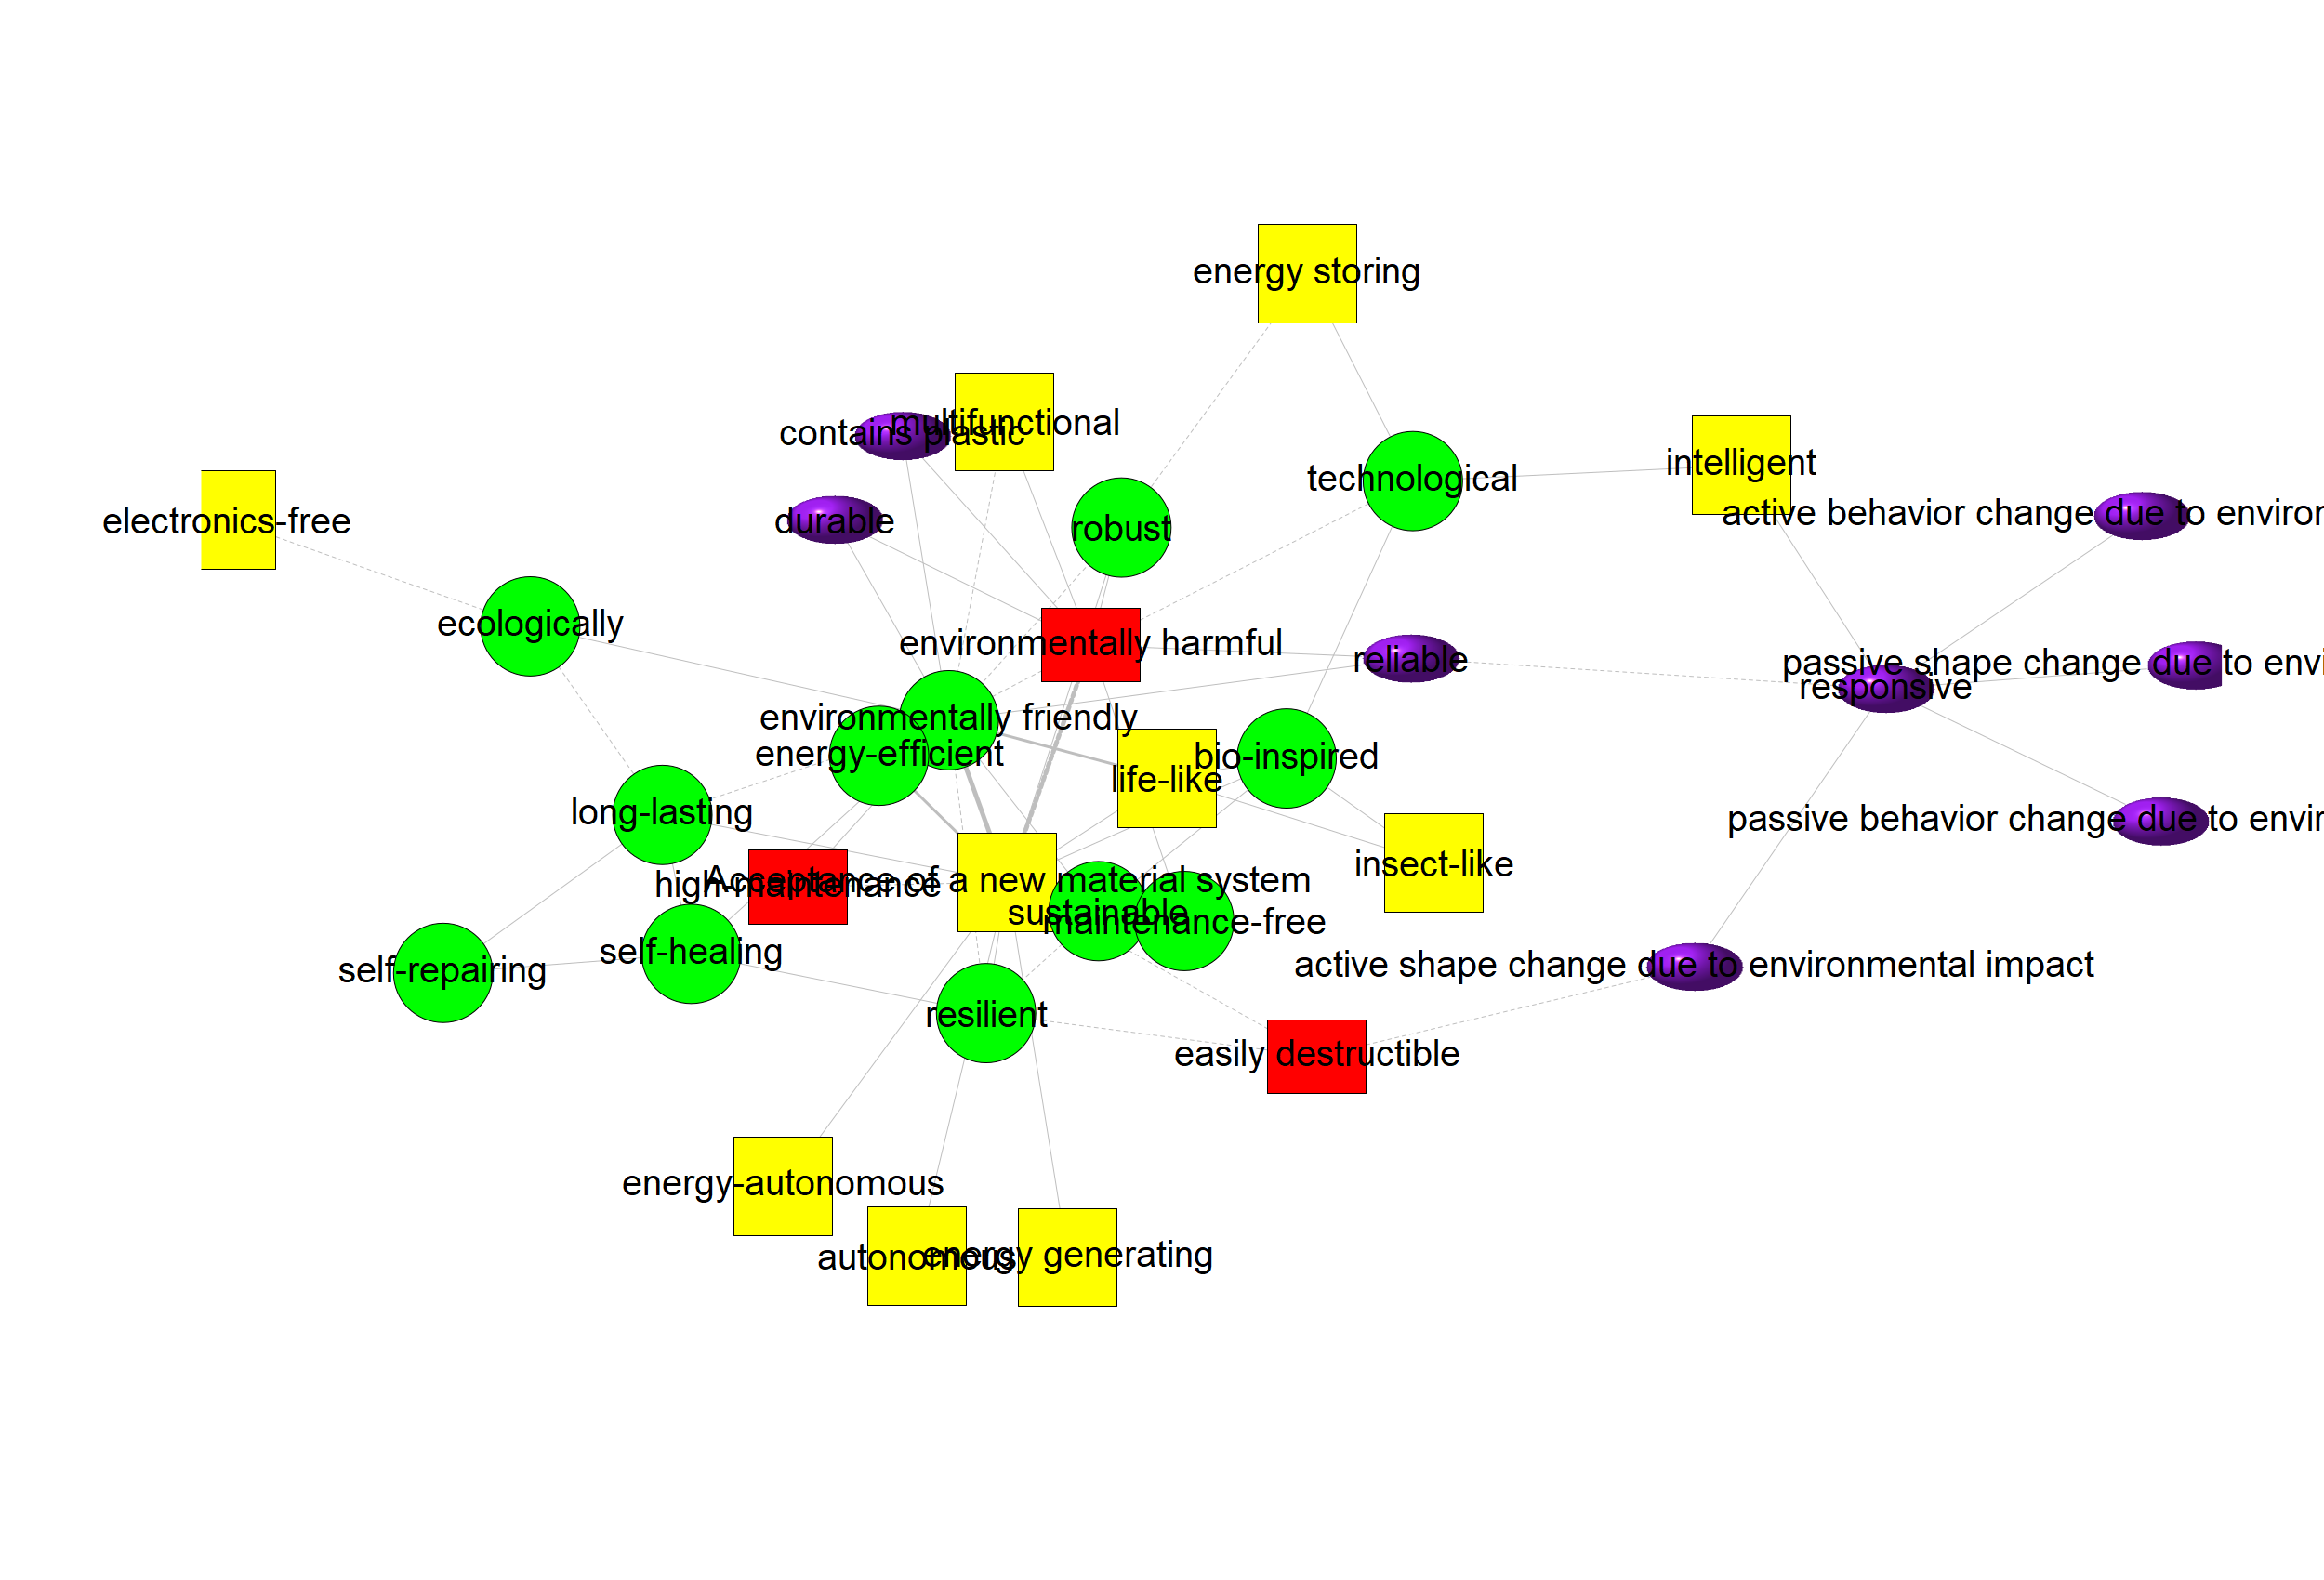 energy storing
multifunctional
contains plastic
intelligent
technological
active behavior change due to environ
electronics-free
durable
robust
ecologically
environmentally harmful
reliable
passive shape change due to envi
responsive
environmentally friendly
energy-efficient
bio-inspired
life-like
long-lasting
passive behavior change due to envir
insect-like
Acceptance of a new material system
high-maintenance
sustainable
maintenance-free
self-healing
active shape change due to environmental impact
self-repairing
resilient
easily destructible
energy-autonomous
autonomous
energy generating